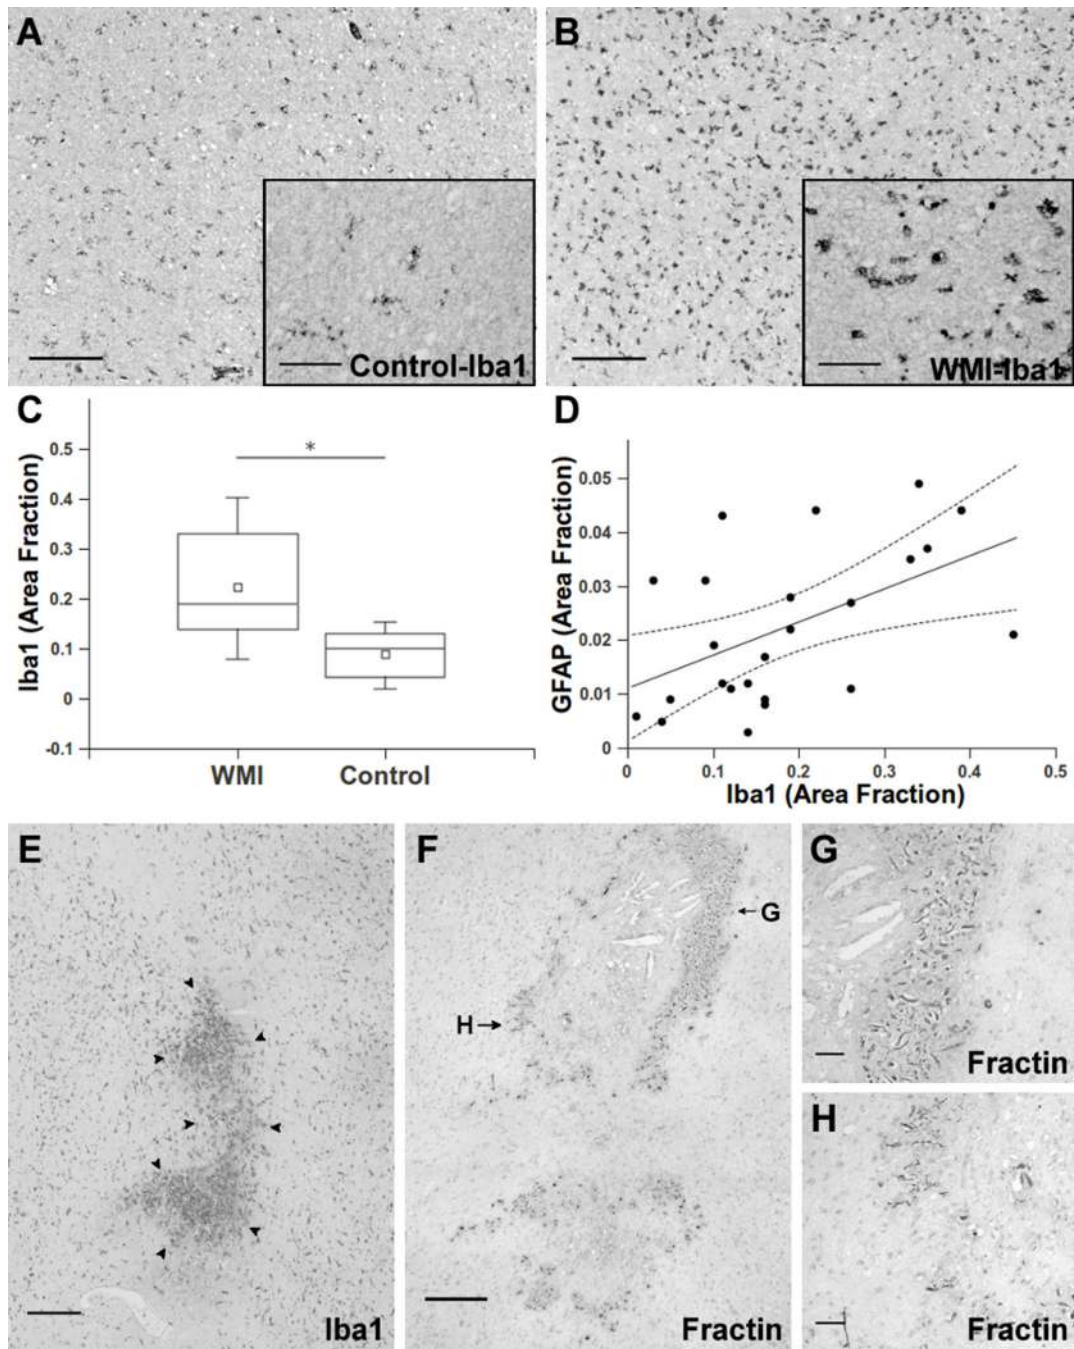 A
B
Control-Iba1
WMI-Iba1
C
D
*
0.5
0.4
0.3
0.2
0.1
0
-0.1
Iba1 (Area Fraction)
WMI
Control
0.05
0.04
0.03
0.02
0.01
0
GFAP (Area Fraction)
0
0.1
0.2
0.3
0.4
0.5
Iba1 (Area Fraction)
E
F
G
G
H
Fractin
H
Iba1
Fractin
Fractin